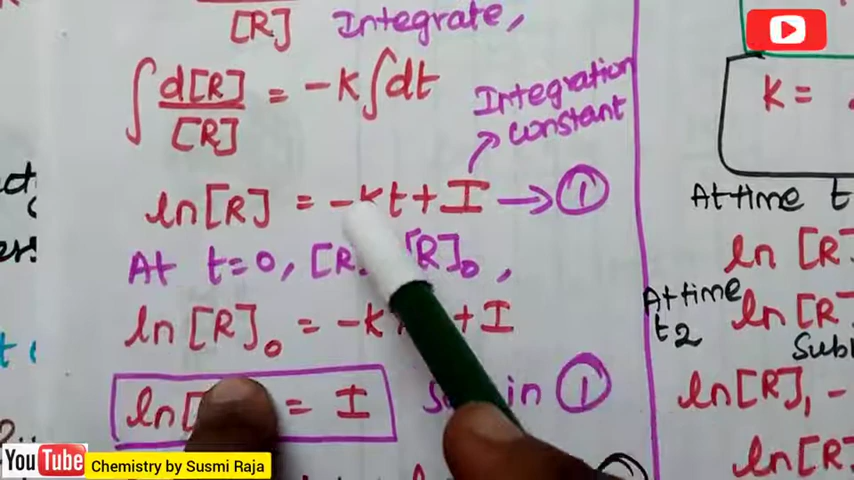 [R] Integrate,
∫ d[R]/[R] = -k∫dt
Integration
constant
ln[R] = -kt + I → ①
At t=0, [R] [R]₀,
ln[R]₀ = -k + I
ln[ = I in ①
K =
At time t
ln [R]
At time
t2
ln [R]
ln[R]₁ -
ln [R]
YouTube
Chemistry by Susmi Raja